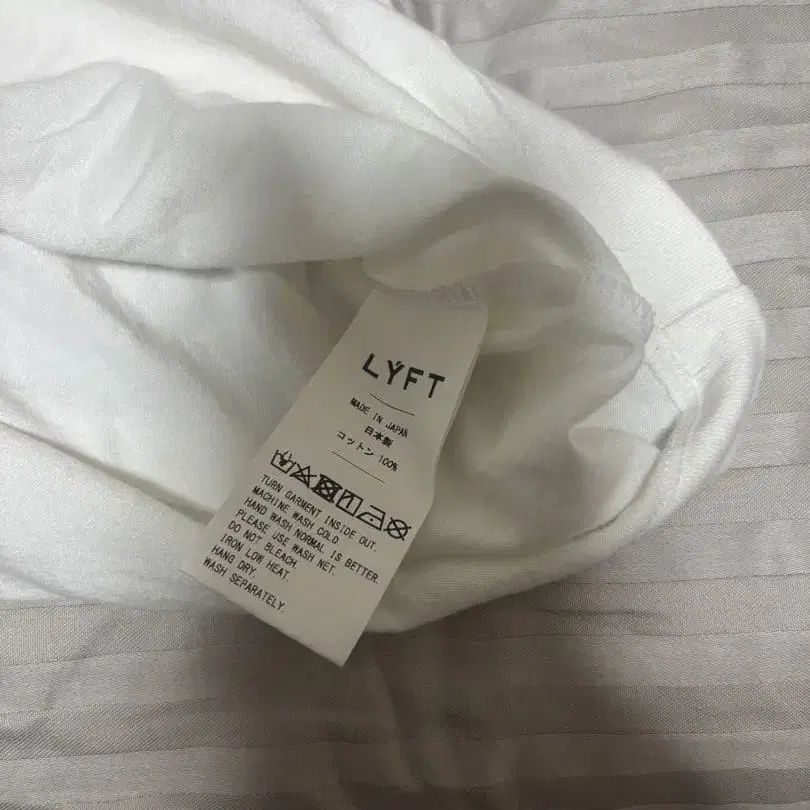 LÝFT
MADE IN JAPAN
日本製
コットン 100%
TURN GARMENT INSIDE OUT.
MACHINE WASH COLD.
HAND WASH NORMAL IS BETTER.
PLEASE USE WASH NET.
DO NOT BLEACH.
IRON LOW HEAT.
HANG DRY.
WASH SEPARATELY.